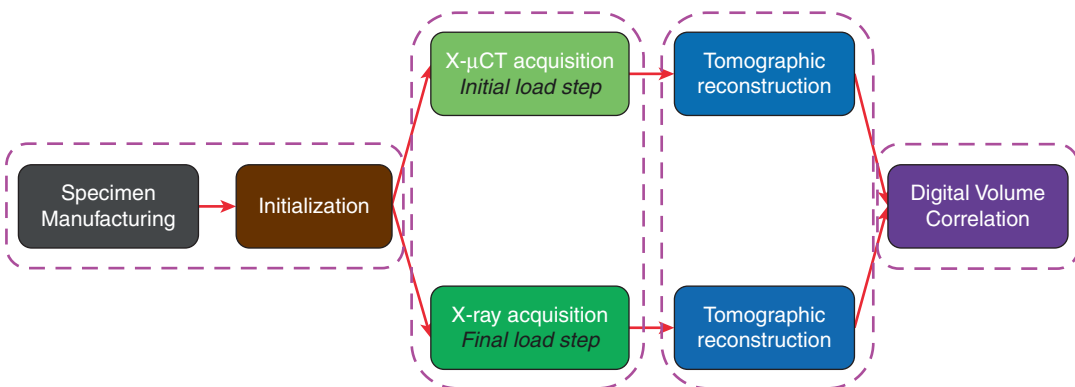 Specimen
Manufacturing
Initialization
X-μCT acquisition
Initial load step
Tomographic
reconstruction
X-ray acquisition
Final load step
Tomographic
reconstruction
Digital Volume
Correlation